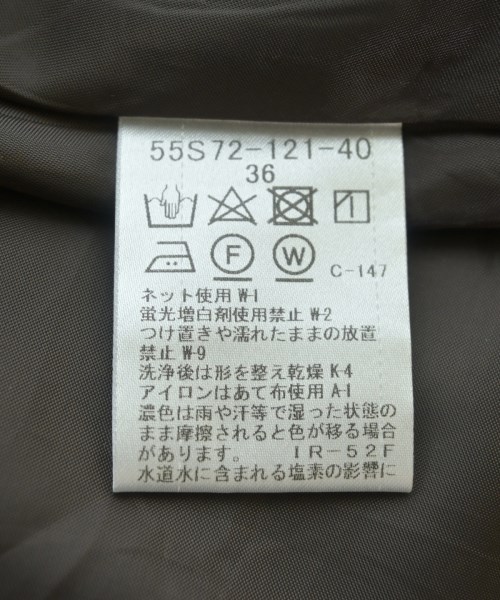 55S72-121-40
36
F W C-147
ネット使用 W-1
蛍光増白剤使用禁止 W-2
つけ置きや濡れたままの放置
禁止 W-9
洗浄後は形を整え乾燥 K-4
アイロンはあて布使用 A-1
濃色は雨や汗等で湿った状態の
まま摩擦されると色が移る場合
があります。 IR-52F
水道水に含まれる塩素の影響に